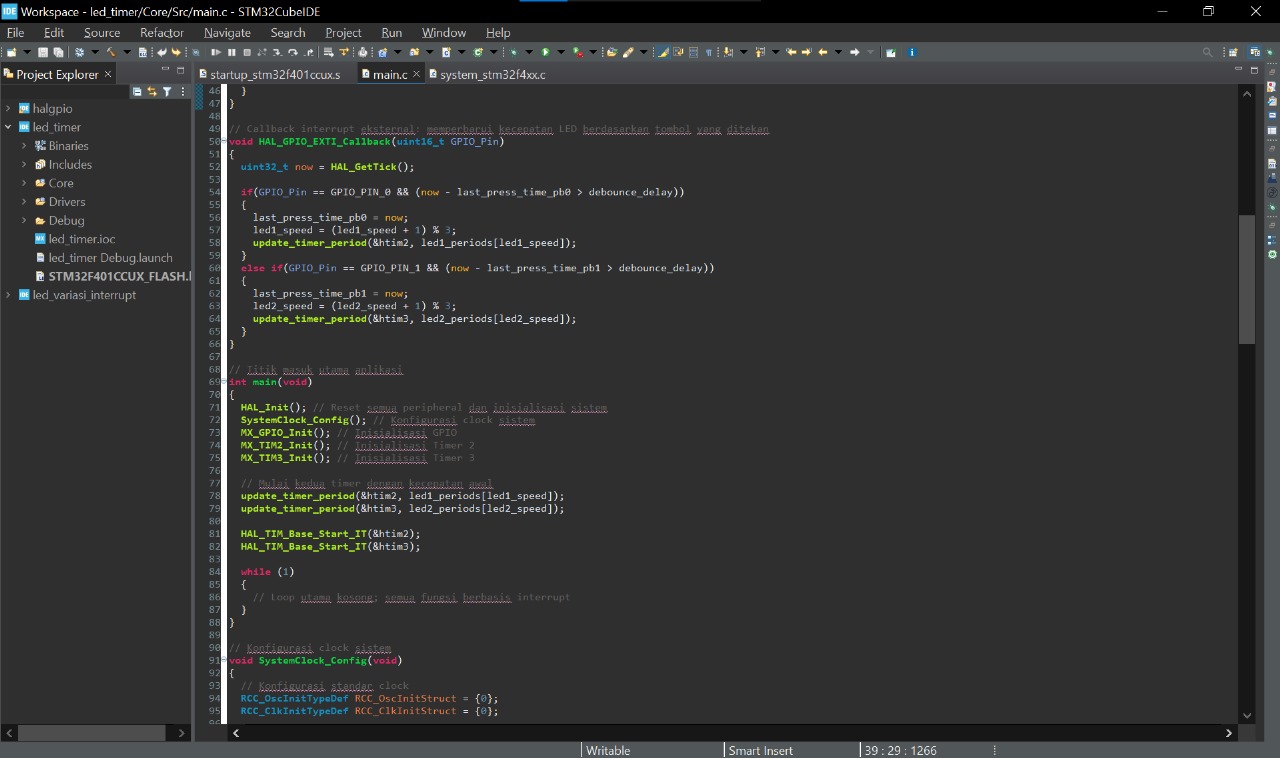 IDE Workspace - led_timer/Core/Src/main.c - STM32CubeIDE
File Edit Source Refactor Navigate Search Project Run Window Help
Project Explorer
startup_stm32f401ccux.s
main.c
system_stm32f4xx.c
halgpio
led_timer
Binaries
Includes
Core
Drivers
Debug
led_timer.ioc
led_timer Debug.launch
STM32F401CCUX_FLASH.l
led_variasi_interrupt
46 }
47 }
48
49 // Callback interrupt eksternal: memperbarui kecepatan LED berdasarkan tombol yang ditekan
50 void HAL_GPIO_EXTI_Callback(uint16_t GPIO_Pin)
51 {
52 uint32_t now = HAL_GetTick();
53
54 if(GPIO_Pin == GPIO_PIN_0 && (now - last_press_time_pb0 > debounce_delay))
55 {
56 last_press_time_pb0 = now;
57 led1_speed = (led1_speed + 1) % 3;
58 update_timer_period(&htim2, led1_periods[led1_speed]);
59 }
60 else if(GPIO_Pin == GPIO_PIN_1 && (now - last_press_time_pb1 > debounce_delay))
61 {
62 last_press_time_pb1 = now;
63 led2_speed = (led2_speed + 1) % 3;
64 update_timer_period(&htim3, led2_periods[led2_speed]);
65 }
66 }
67
68 // Titik masuk utama aplikasi
69 int main(void)
70 {
71 HAL_Init(); // Reset semua peripheral dan inisialisasi sistem
72 SystemClock_Config(); // Konfigurasi clock sistem
73 MX_GPIO_Init(); // Inisialisasi GPIO
74 MX_TIM2_Init(); // Inisialisasi Timer 2
75 MX_TIM3_Init(); // Inisialisasi Timer 3
76
77 // Mulai kedua timer dengan kecepatan awal
78 update_timer_period(&htim2, led1_periods[led1_speed]);
79 update_timer_period(&htim3, led2_periods[led2_speed]);
80
81 HAL_TIM_Base_Start_IT(&htim2);
82 HAL_TIM_Base_Start_IT(&htim3);
83
84 while (1)
85 {
86 // Loop utama kosong; semua fungsi berbasis interrupt
87 }
88 }
89
90 // Konfigurasi clock sistem
91 void SystemClock_Config(void)
92 {
93 // Konfigurasi standar clock
94 RCC_OscInitTypeDef RCC_OscInitStruct = {0};
95 RCC_ClkInitTypeDef RCC_ClkInitStruct = {0};
96
Writable
Smart Insert
39 : 29 : 1266